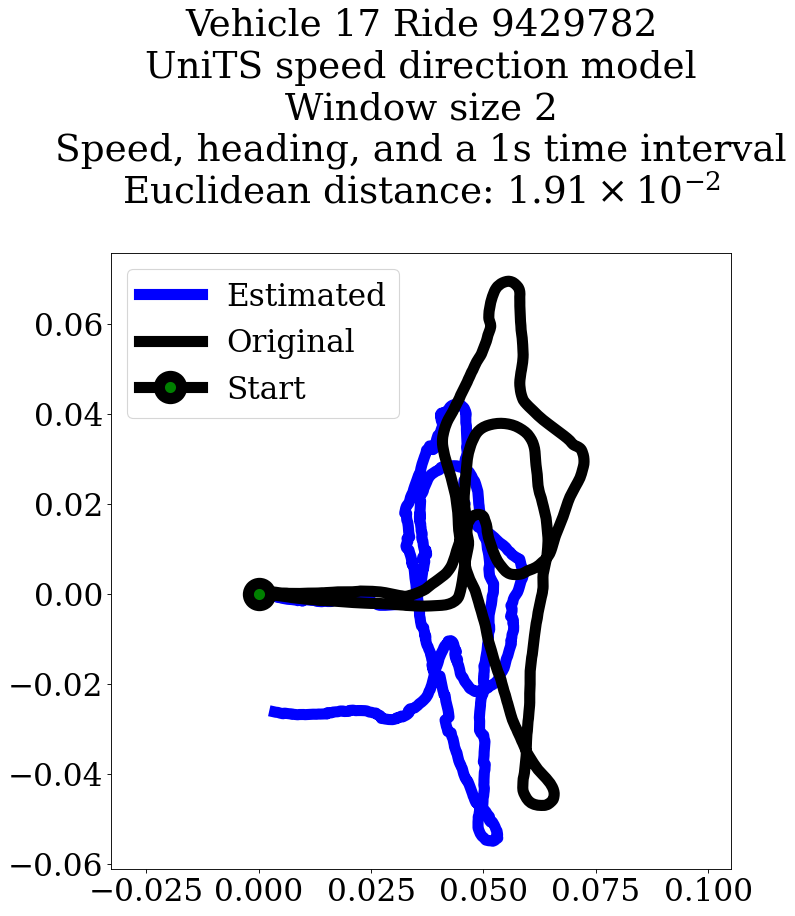 Vehicle 17 Ride 9429782
UniTS speed direction model
Window size 2
Speed, heading, and a 1s time interval
Euclidean distance: 1.91 × 10⁻²
Estimated
Original
Start
0.06
0.04
0.02
0.00
−0.02
−0.04
−0.06
−0.025 0.000 0.025 0.050 0.075 0.100